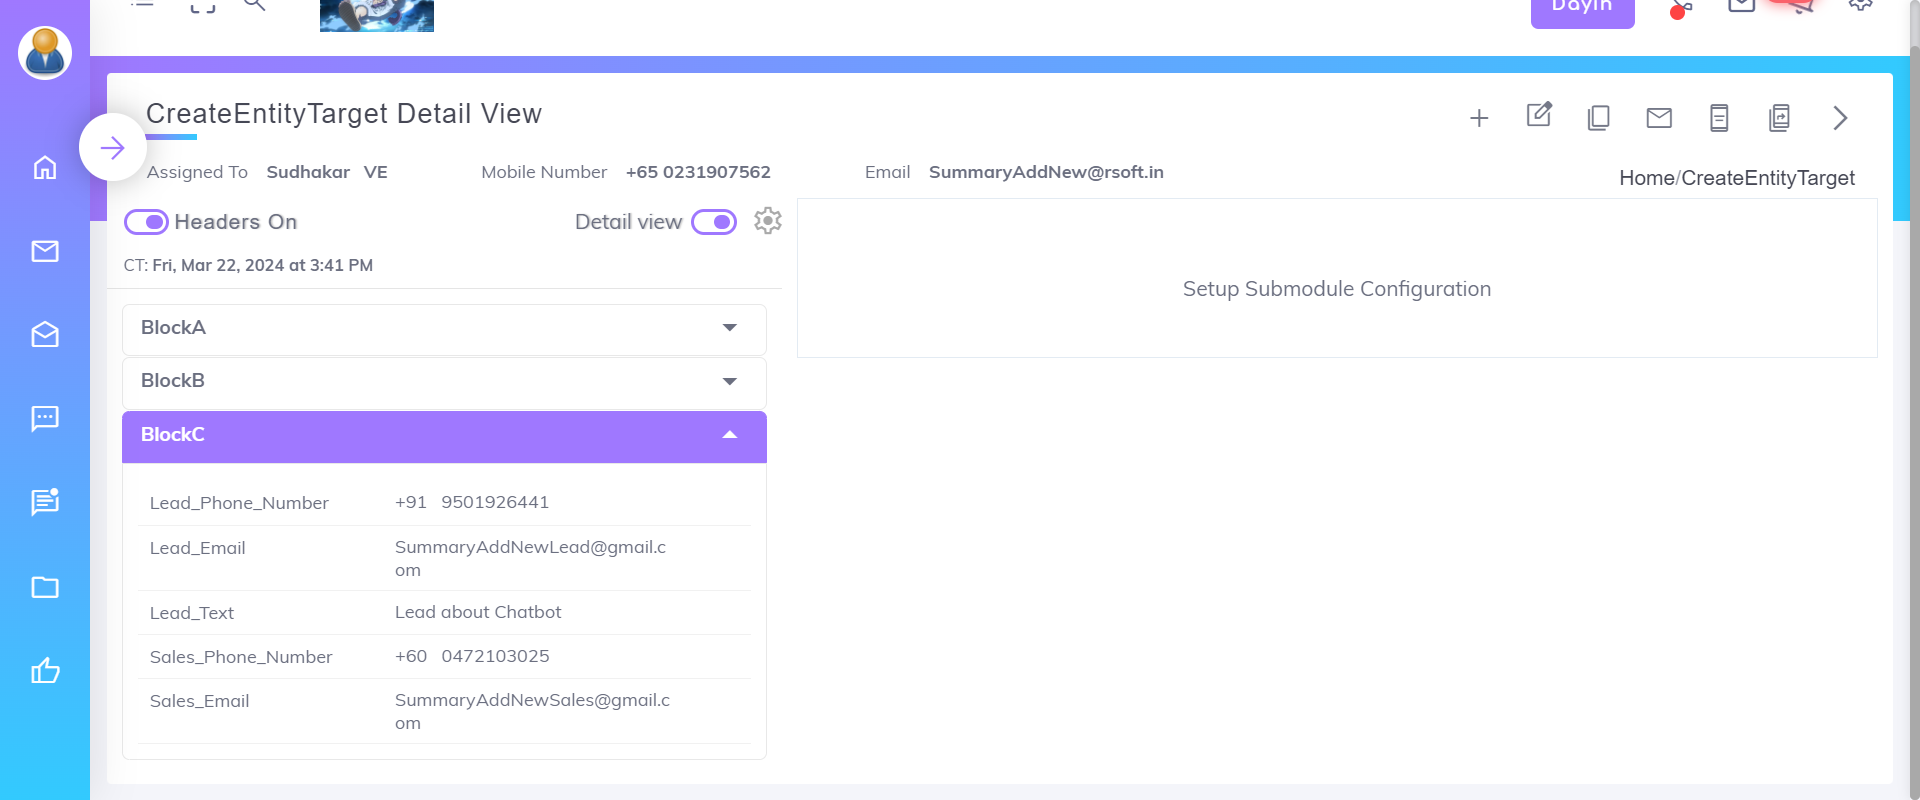 DayIn
CreateEntityTarget Detail View
Assigned To Sudhakar VE Mobile Number +65 0231907562 Email SummaryAddNew@rsoft.in
Home/CreateEntityTarget
Headers On Detail view
CT: Fri, Mar 22, 2024 at 3:41 PM
Setup Submodule Configuration
BlockA
BlockB
BlockC
Lead_Phone_Number +91 9501926441
Lead_Email SummaryAddNewLead@gmail.c
om
Lead_Text Lead about Chatbot
Sales_Phone_Number +60 0472103025
Sales_Email SummaryAddNewSales@gmail.c
om